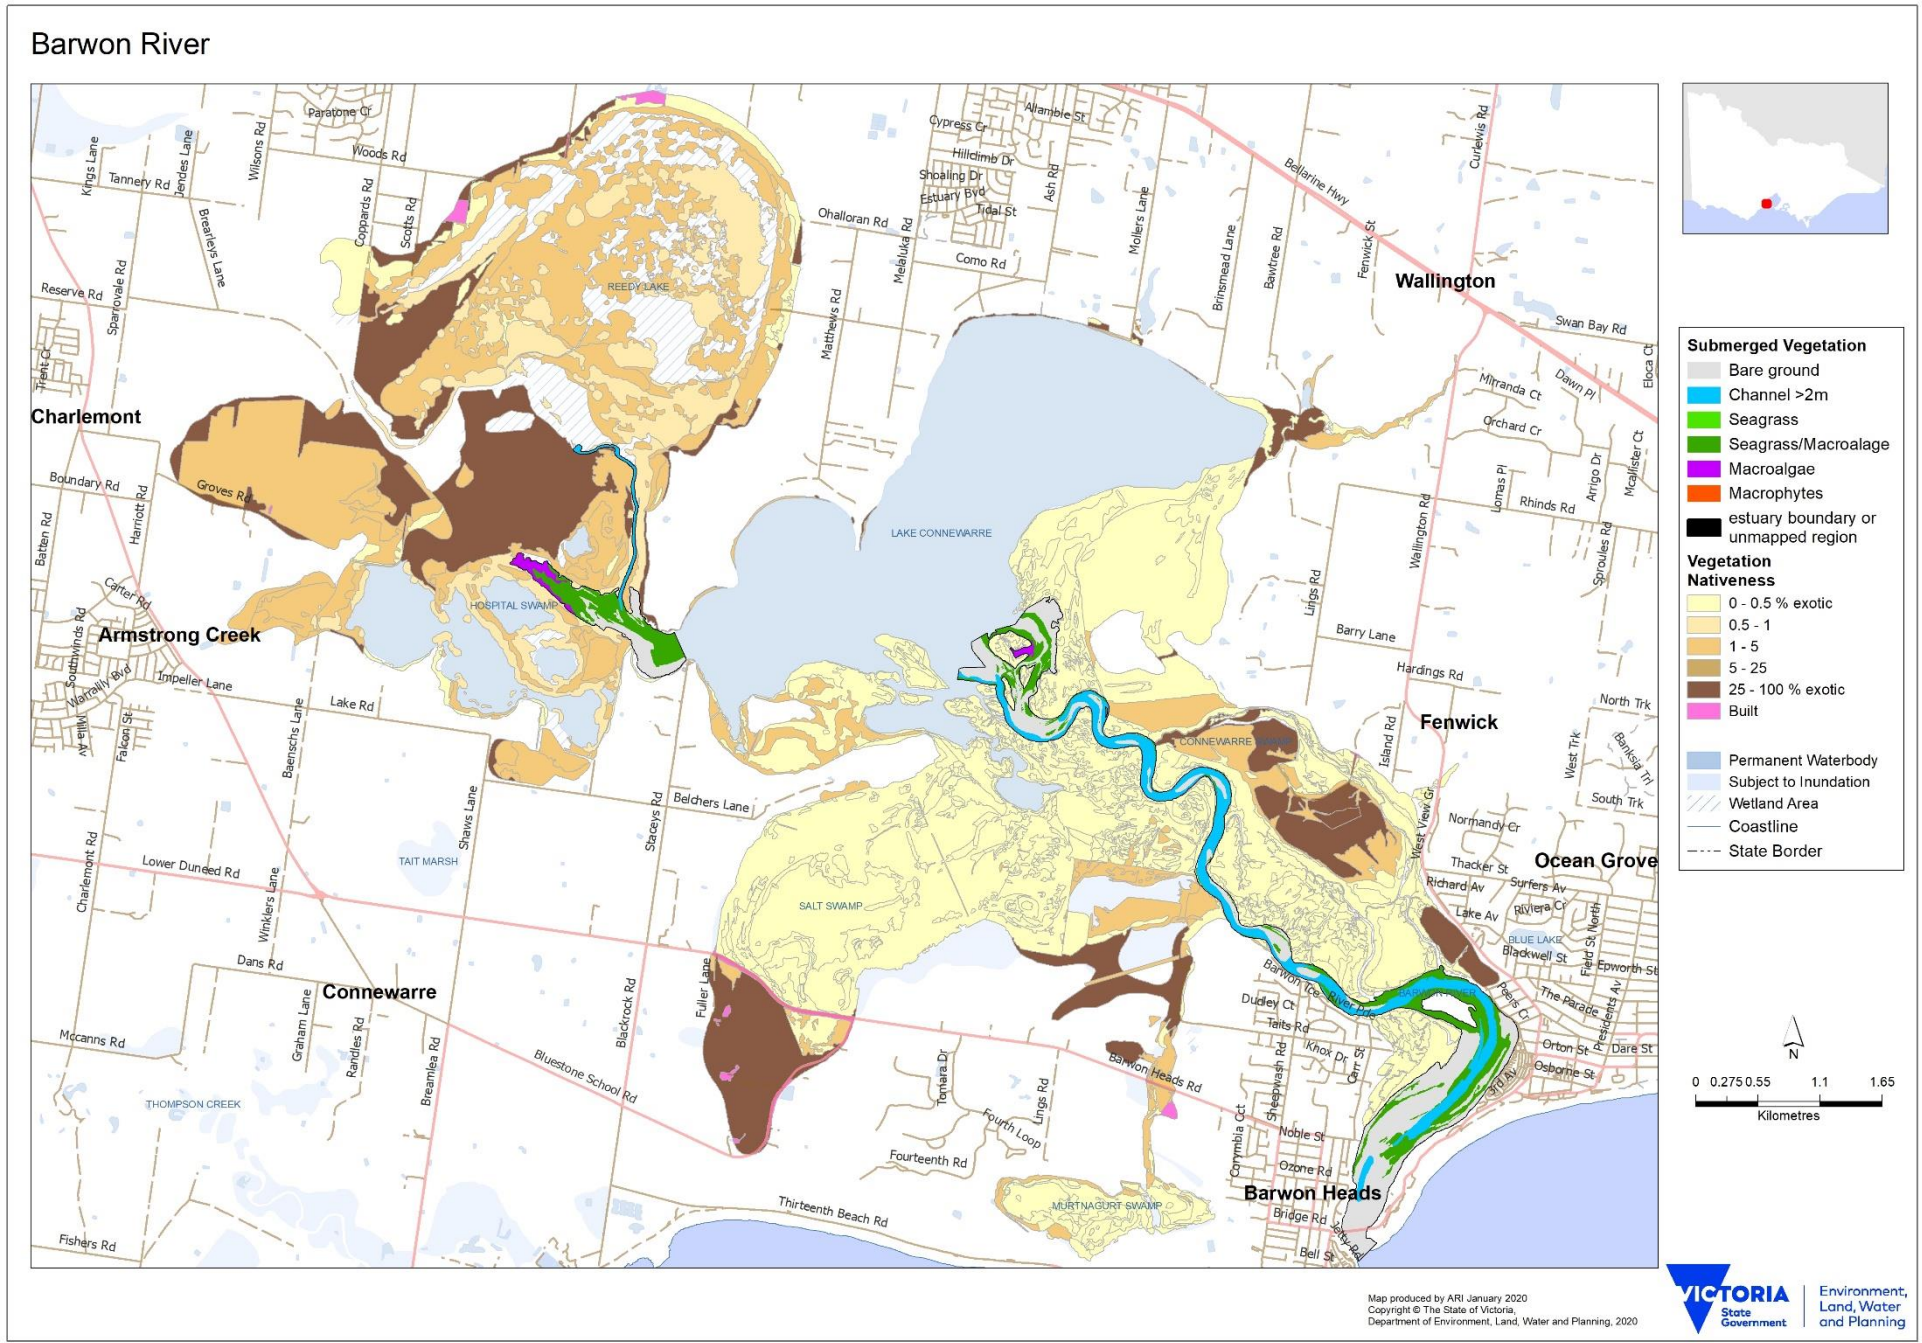 Barwon River
Paratone Cr
Woods Rd
Kings Lane
Tannery Rd
Jendes Lane
Wilsons Rd
Coppards Rd
Scotts Rd
Brearleys Lane
Sparrovale Rd
Reserve Rd
Trent Ct
REEDY LAKE
Cypress Cr
Allambie St
Hillclimb Dr
Shoaling Dr
Estuary Bvd
Tidal St
Ash Rd
Ohalloran Rd
Melaluka Rd
Como Rd
Matthews Rd
Mollers Lane
Brinsmead Lane
Bawtree Rd
Bellarine Hwy
Fenwick St
Curlewis Rd
Wallington
Swan Bay Rd
Eloca Ct
Dawn Pl
Mirranda Ct
Orchard Cr
Mcallister Ct
Arrigo Dr
Lomas Pl
Rhinds Rd
Sproules Rd
Wallington Rd
Charlemont
Boundary Rd
Harriott Rd
Groves Rd
Batten Rd
Carter Rd
Armstrong Creek
Southwinds Rd
Warralily Bvd
Impeller Lane
Milla Av
Falcon St
Lake Rd
Baenschs Lane
HOSPITAL SWAMP
LAKE CONNEWARRE
Lings Rd
Barry Lane
Hardings Rd
Fenwick
Island Rd
North Trk
West Trk
Banksia Trl
South Trk
CONNEWARRE
Belchers Lane
Staceys Rd
Shaws Lane
TAIT MARSH
Charlemont Rd
Lower Duneed Rd
Winklers Lane
SALT SWAMP
West View Gr
Normandy Cr
Ocean Grove
Thacker St
Richard Av
Surfers Av
Riviera Cr
Lake Av
BLUE LAKE
Blackwell St
Field St North
Epworth St
Presidents Av
The Parade
Peers Cr
Orton St
Dare St
Osborne St
3rd Av
BARWON RIVER
Barwon Tce
River Pde
Dudley Ct
Taits Rd
Knox Dr
Carr St
Sheepwash Rd
Dans Rd
Connewarre
Graham Lane
Randles Rd
Mccanns Rd
Fuller Lane
Blackrock Rd
Bluestone School Rd
Breamlea Rd
THOMPSON CREEK
Tomara Dr
Lings Rd
Fourth Loop
Fourteenth Rd
Barwon Heads Rd
Corymbia Cct
Noble St
Ozone Rd
Barwon Heads
MURTNAGURT SWAMP
Thirteenth Beach Rd
Bridge Rd
Jetty Rd
Bell St
Fishers Rd
Submerged Vegetation
Bare ground
Channel >2m
Seagrass
Seagrass/Macroalage
Macroalgae
Macrophytes
estuary boundary or
unmapped region
Vegetation
Nativeness
0 - 0.5 % exotic
0.5 - 1
1 - 5
5 - 25
25 - 100 % exotic
Built
Permanent Waterbody
Subject to Inundation
Wetland Area
Coastline
State Border
N
0 0.275 0.55 1.1 1.65
Kilometres
Map produced by ARI January 2020
Copyright © The State of Victoria,
Department of Environment, Land, Water and Planning, 2020
VICTORIA
State
Government
Environment,
Land, Water
and Planning